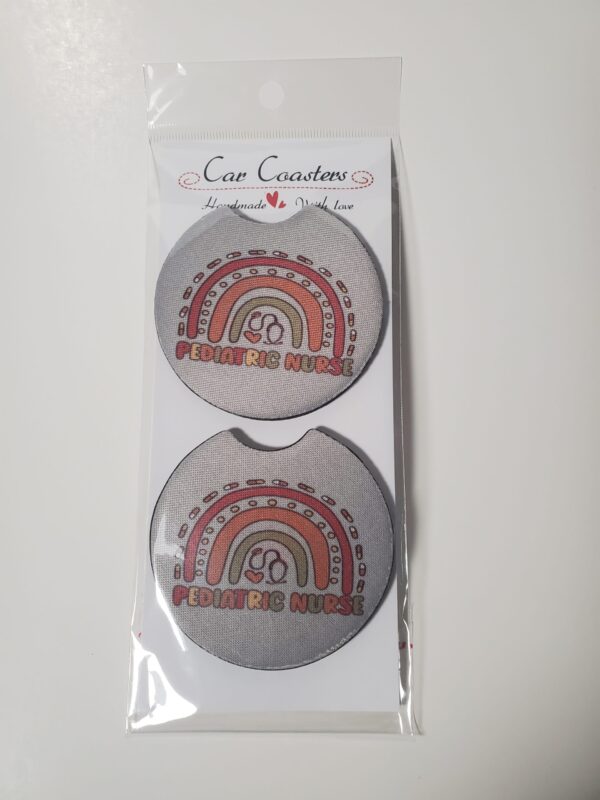 Car Coasters
Handmade With love
PEDIATRIC NURSE
PEDIATRIC NURSE